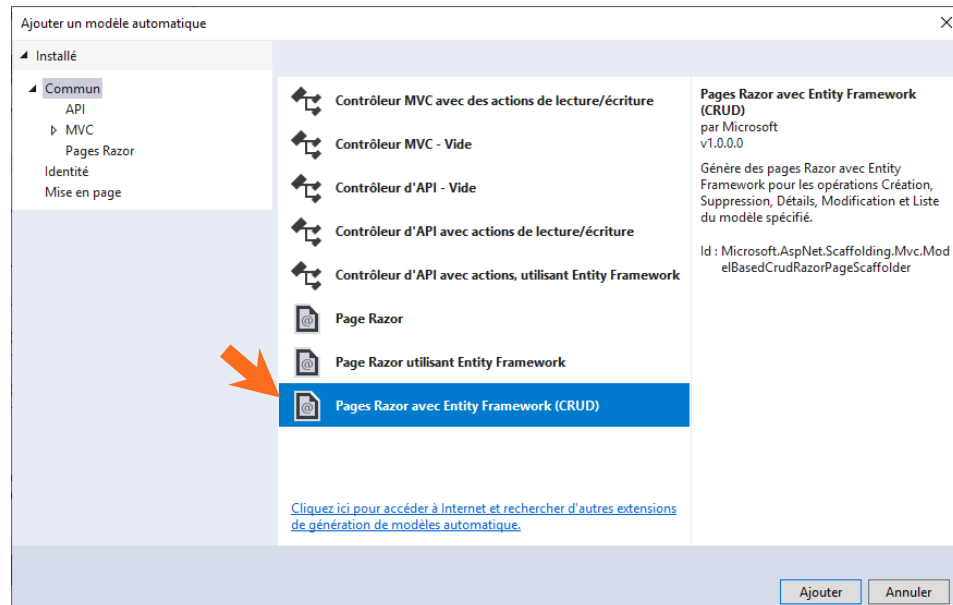 Ajouter un modèle automatique
Installé
Commun
API
MVC
Pages Razor
Identité
Mise en page
Contrôleur MVC avec des actions de lecture/écriture
Contrôleur MVC - Vide
Contrôleur d'API - Vide
Contrôleur d'API avec actions de lecture/écriture
Contrôleur d'API avec actions, utilisant Entity Framework
Page Razor
Page Razor utilisant Entity Framework
Pages Razor avec Entity Framework (CRUD)
Cliquez ici pour accéder à Internet et rechercher d'autres extensions
de génération de modèles automatique.
Pages Razor avec Entity Framework
(CRUD)
par Microsoft
v1.0.0.0
Génère des pages Razor avec Entity
Framework pour les opérations Création,
Suppression, Détails, Modification et Liste
du modèle spécifié.
Id : Microsoft.AspNet.Scaffolding.Mvc.Mod
elBasedCrudRazorPageScaffolder
Ajouter
Annuler